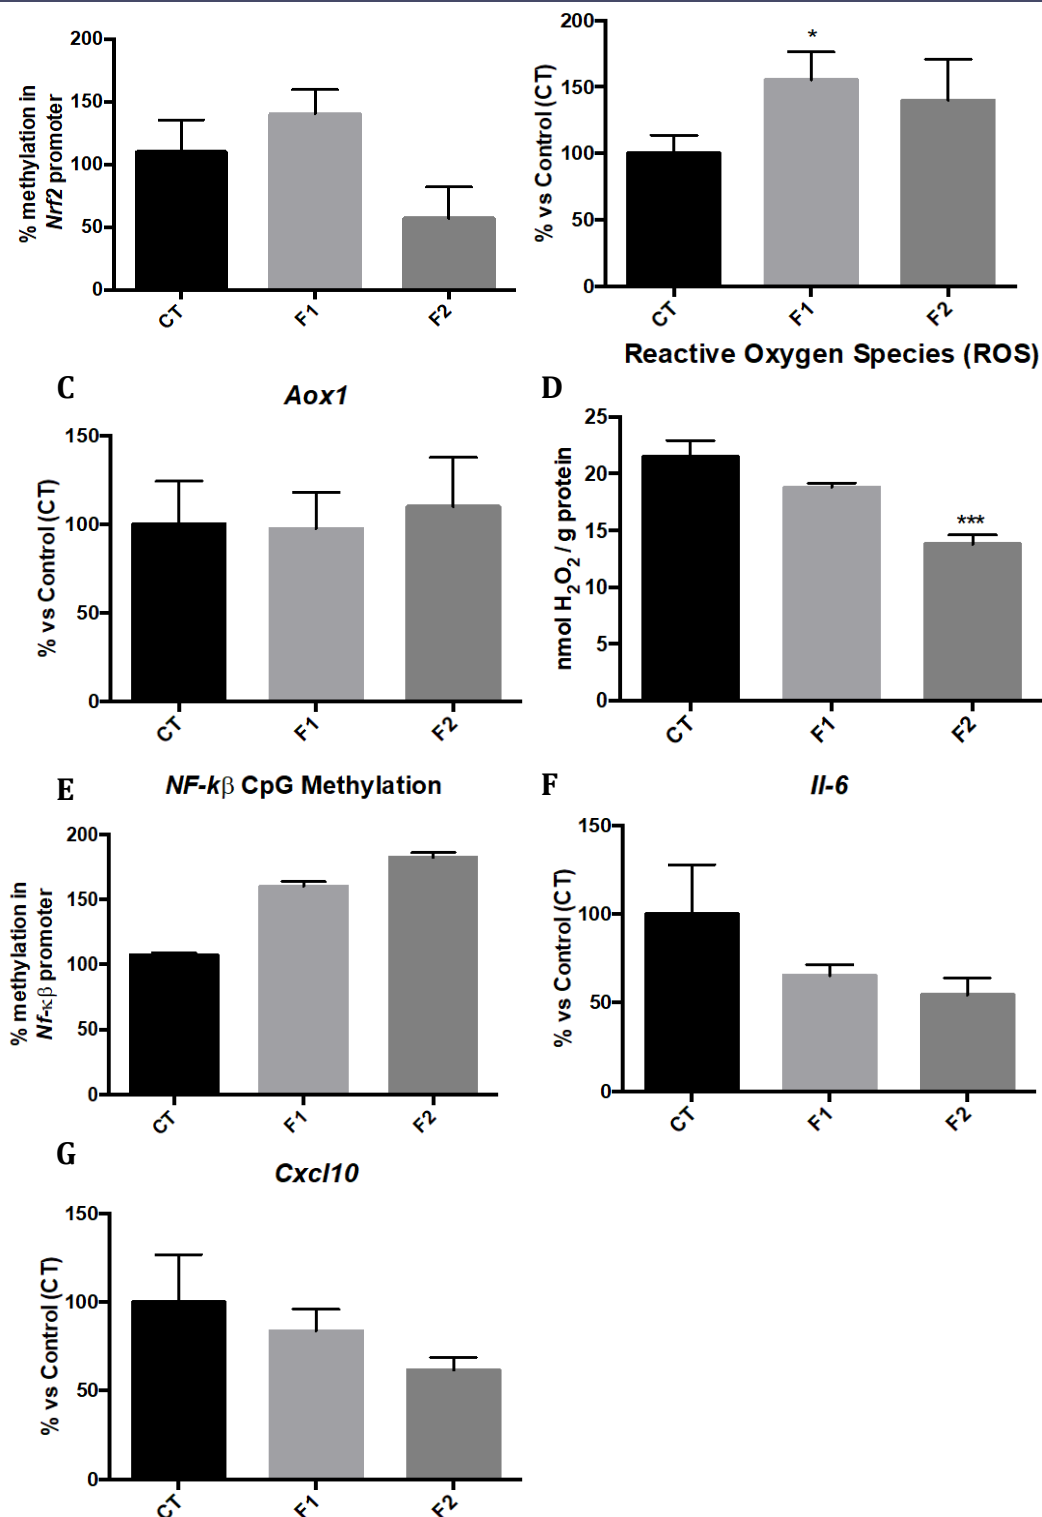 200
150
100
50
0
% methylation in
Nrf2 promoter
CT
F1
F2
200
150
100
50
0
% vs Control (CT)
*
CT
F1
F2
C
Aox1
150
100
50
0
% vs Control (CT)
CT
F1
F2
Reactive Oxygen Species (ROS)
D
25
20
15
10
5
0
nmol H2O2 / g protein
***
CT
F1
F2
E
NF-kβ CpG Methylation
200
150
100
50
0
% methylation in
Nf-κβ promoter
CT
F1
F2
F
Il-6
150
100
50
0
% vs Control (CT)
CT
F1
F2
G
Cxcl10
150
100
50
0
% vs Control (CT)
CT
F1
F2